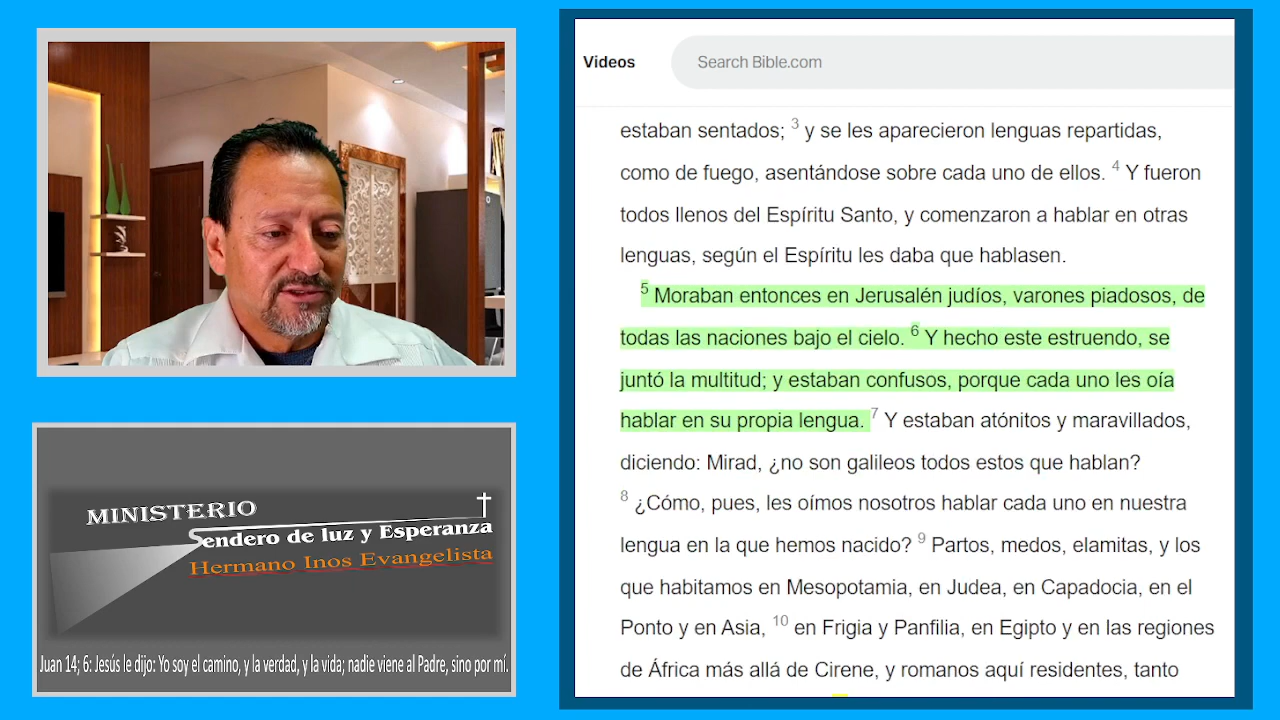 MINISTERIO
Sendero de luz y Esperanza
Hermano Inos Evangelista
Juan 14; 6: Jesús le dijo: Yo soy el camino, y la verdad, y la vida; nadie viene al Padre, sino por mí.
Videos
Search Bible.com
estaban sentados; 3 y se les aparecieron lenguas repartidas,
como de fuego, asentándose sobre cada uno de ellos. 4 Y fueron
todos llenos del Espíritu Santo, y comenzaron a hablar en otras
lenguas, según el Espíritu les daba que hablasen.
5 Moraban entonces en Jerusalén judíos, varones piadosos, de
todas las naciones bajo el cielo. 6 Y hecho este estruendo, se
juntó la multitud; y estaban confusos, porque cada uno les oía
hablar en su propia lengua. 7 Y estaban atónitos y maravillados,
diciendo: Mirad, ¿no son galileos todos estos que hablan?
8 ¿Cómo, pues, les oímos nosotros hablar cada uno en nuestra
lengua en la que hemos nacido? 9 Partos, medos, elamitas, y los
que habitamos en Mesopotamia, en Judea, en Capadocia, en el
Ponto y en Asia, 10 en Frigia y Panfilia, en Egipto y en las regiones
de África más allá de Cirene, y romanos aquí residentes, tanto